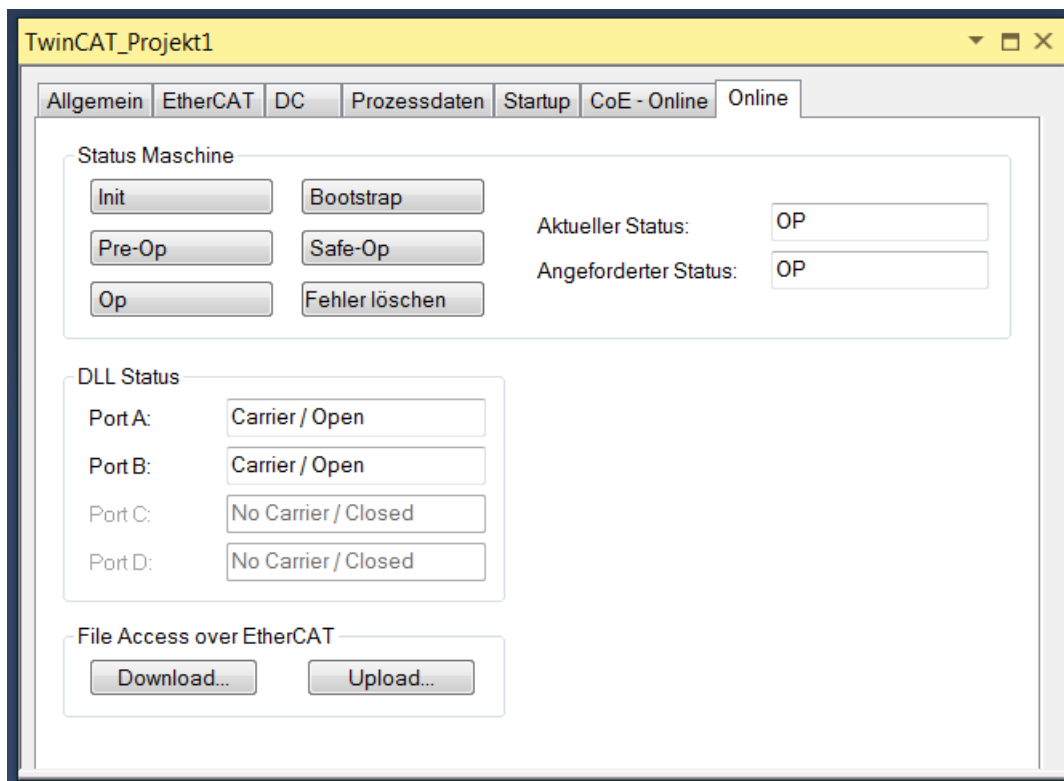 TwinCAT_Projekt1
Allgemein EtherCAT DC Prozessdaten Startup CoE - Online Online
Status Maschine
Init Bootstrap
Pre-Op Safe-Op
Op Fehler löschen
Aktueller Status: OP
Angeforderter Status: OP
DLL Status
Port A: Carrier / Open
Port B: Carrier / Open
Port C: No Carrier / Closed
Port D: No Carrier / Closed
File Access over EtherCAT
Download... Upload...